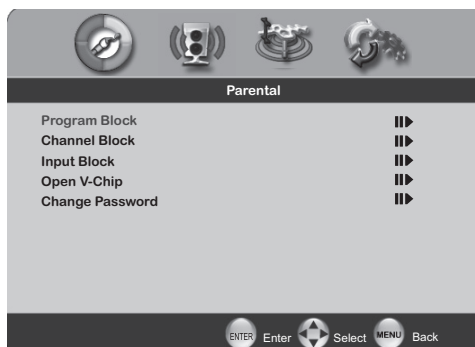 Parental
Program Block
Channel Block
Input Block
Open V-Chip
Change Password
ENTER Enter Select MENU Back